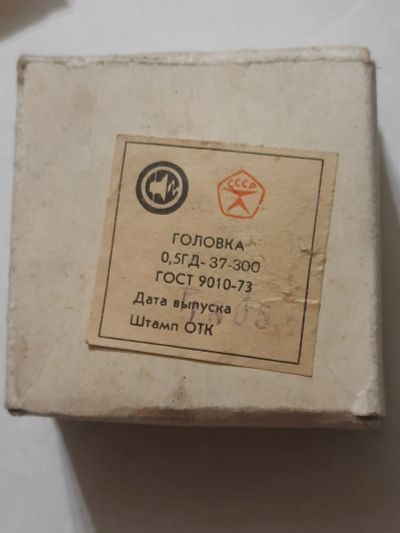 СССР
ГОЛОВКА
0,5ГД-37-300
ГОСТ 9010-73
Дата выпуска
Штамп ОТК